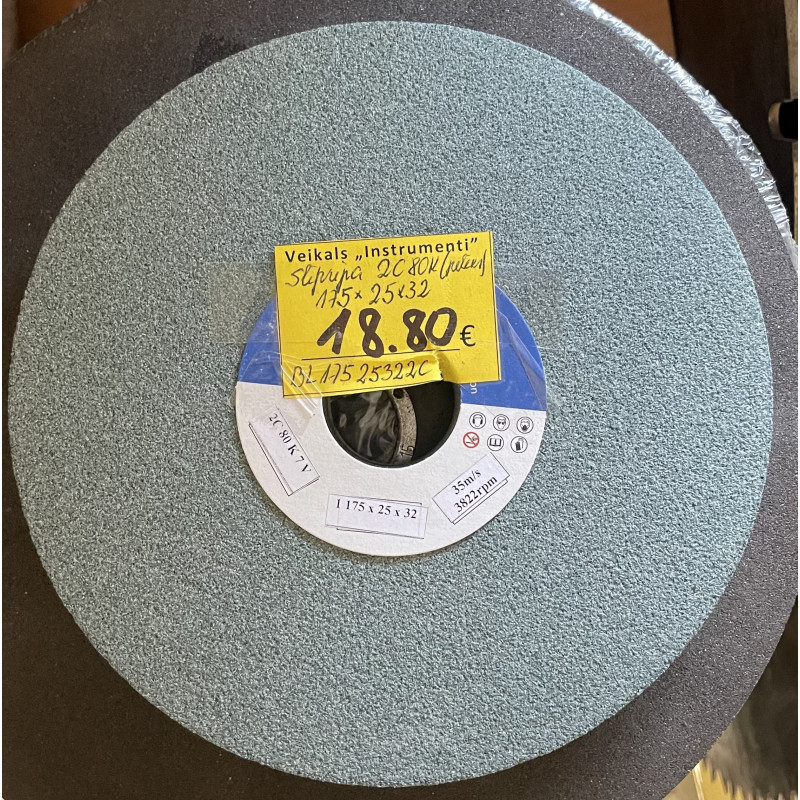 Veikals „Instrumenti”
Slīpripa 2C 80K
175x25x32
18.80€
BL17525322C
2C 80 K 7 V
1 175 x 25 x 32
35m/s
3822rpm